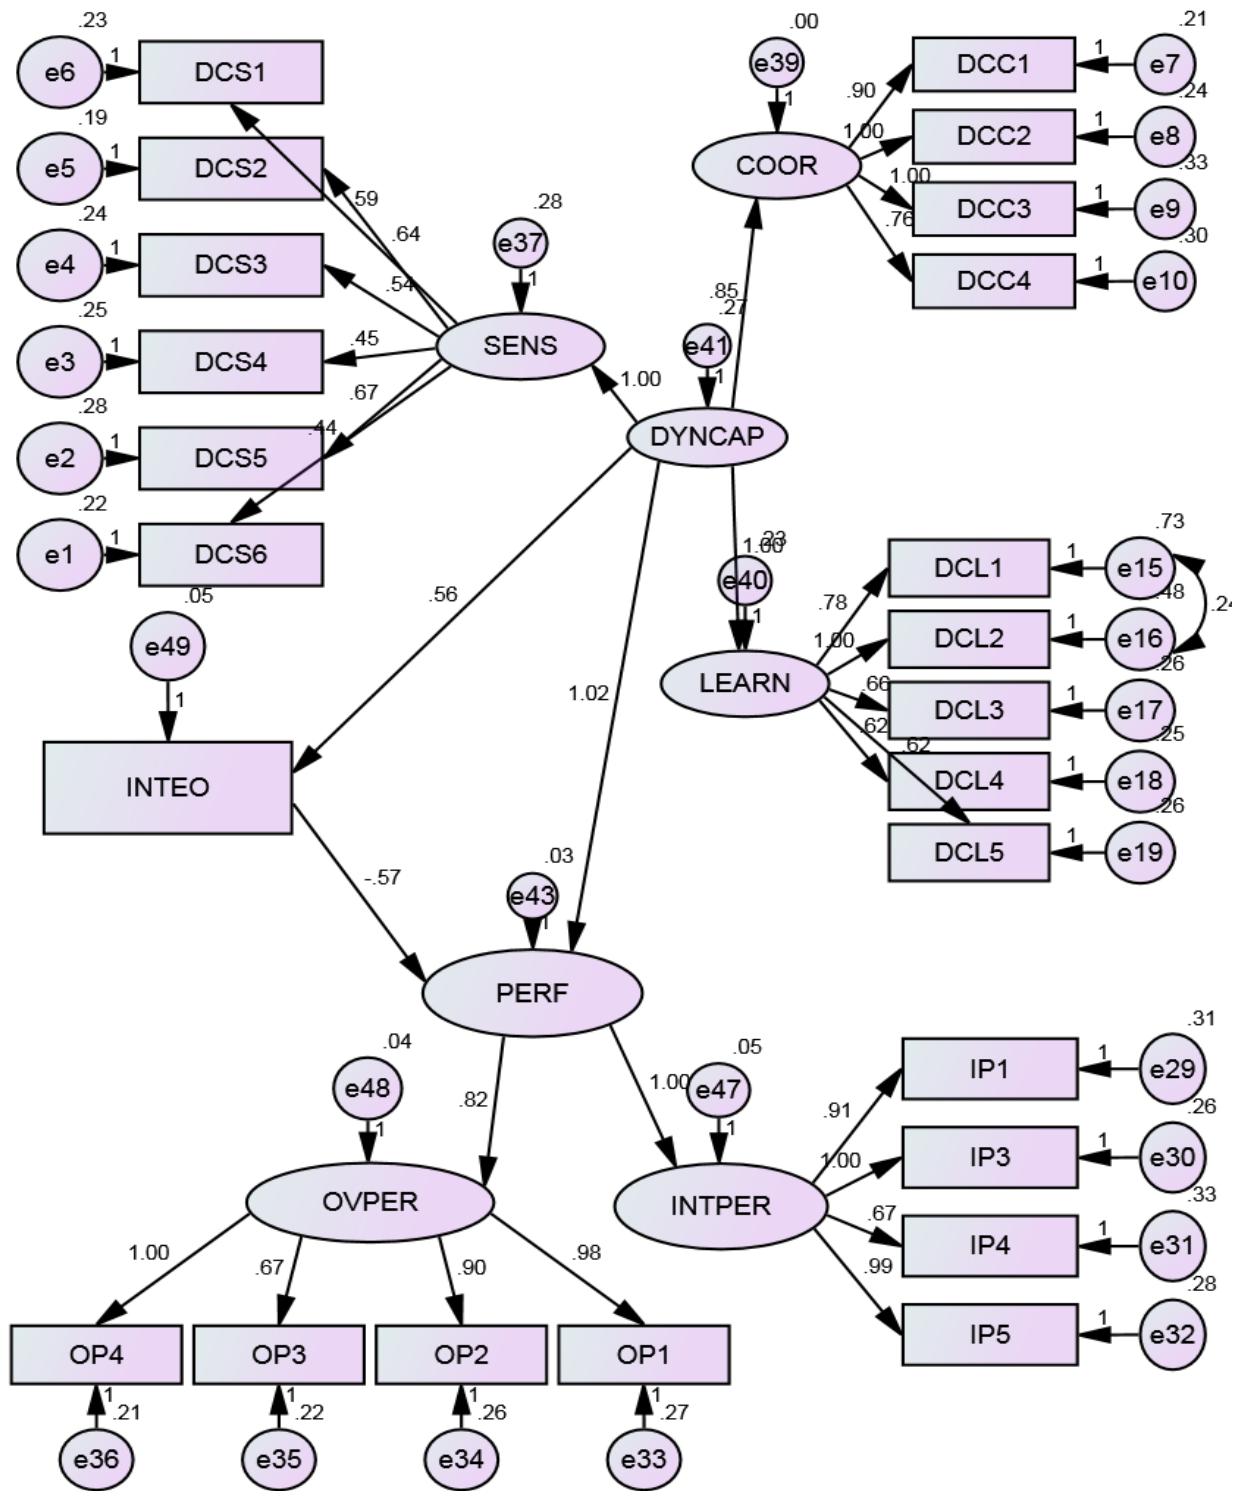 .23
e6
1
DCS1
.19
e5
1
DCS2
.24
e4
1
DCS3
.25
e3
1
DCS4
.28
e2
1
DCS5
.22
e1
1
DCS6
.59
.64
.54
.45
.67
.44
.28
e37
1
SENS
.00
e39
1
COOR
.90
1.00
1.00
.76
DCC1
1
.21
e7
DCC2
1
.24
e8
DCC3
1
.33
e9
DCC4
1
.30
e10
.85
.27
e41
1
1.00
DYNCAP
.56
1.02
1.00
.23
e40
1
LEARN
.78
1.00
.66
.62
.62
DCL1
1
.73
e15
DCL2
1
.48
e16
.24
DCL3
1
.26
e17
DCL4
1
.25
e18
DCL5
1
.26
e19
.05
e49
1
INTEO
-.57
.03
e43
1
PERF
.82
1.00
.04
e48
1
OVPER
.05
e47
1
INTPER
.91
1.00
.67
.99
IP1
1
.31
e29
IP3
1
.26
e30
IP4
1
.33
e31
IP5
1
.28
e32
1.00
.67
.90
.98
OP4
OP3
OP2
OP1
1
.21
1
.22
1
.26
1
.27
e36
e35
e34
e33